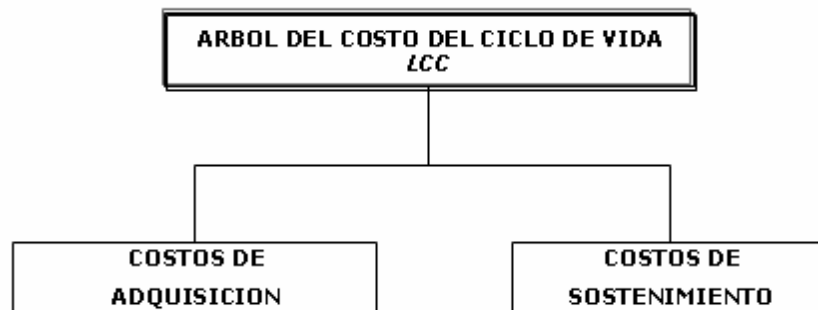 ARBOL DEL COSTO DEL CICLO DE VIDA
LCC
COSTOS DE
ADQUISICION
COSTOS DE
SOSTENIMIENTO